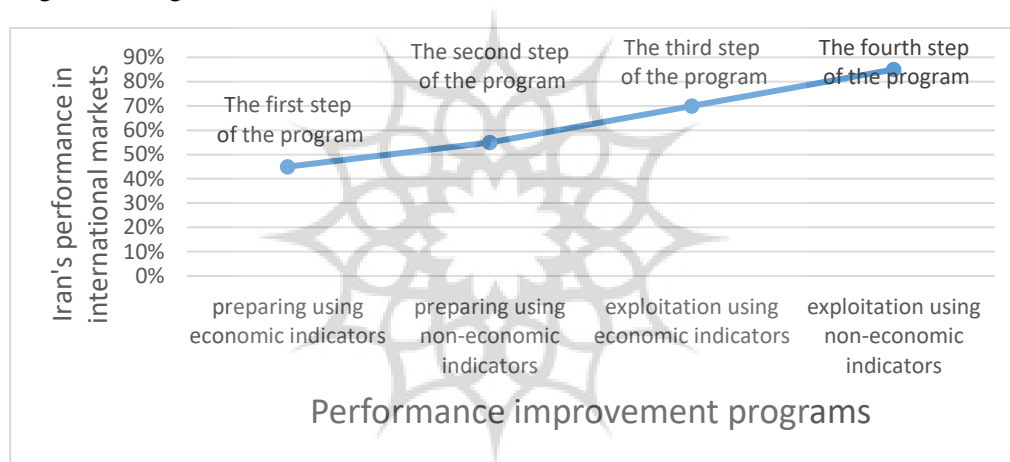 Iran's performance in
international markets
90%
80%
70%
60%
50%
40%
30%
20%
10%
0%
The first step
of the program
The second step
of the program
The third step
of the program
The fourth step
of the program
preparing using
economic indicators
preparing using
non-economic
indicators
exploitation using
economic indicators
exploitation using
non-economic
indicators
Performance improvement programs